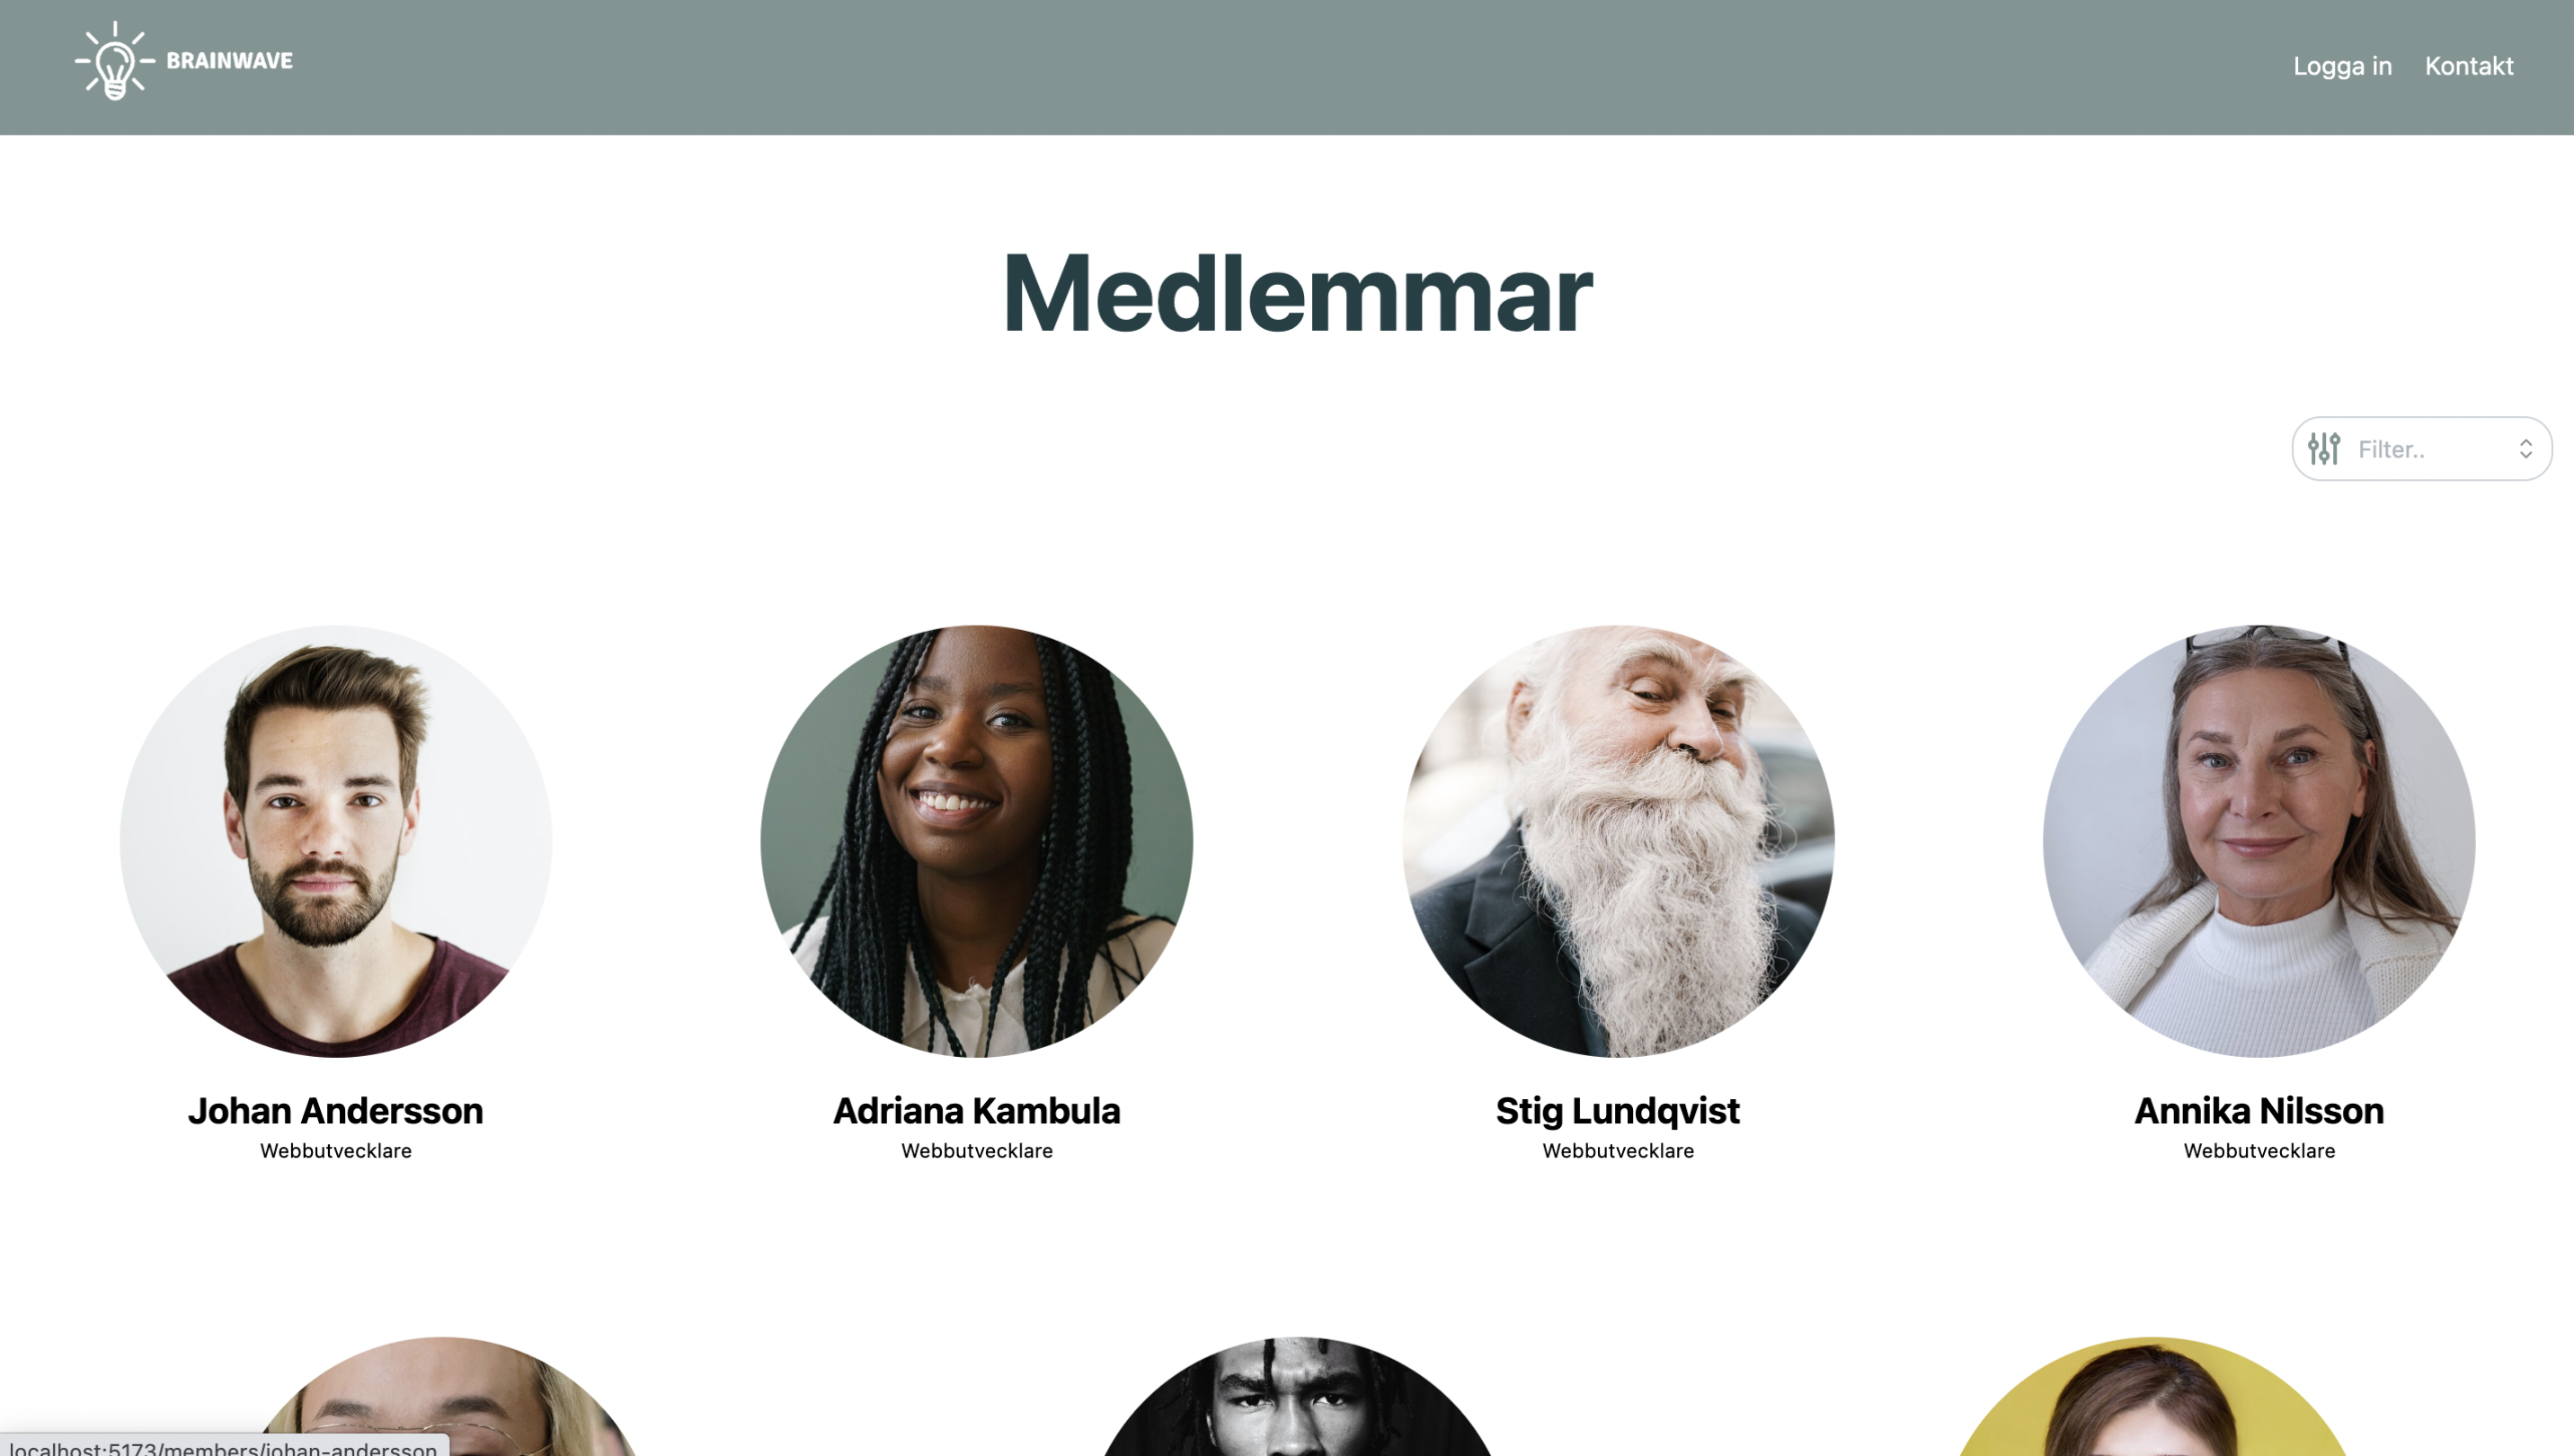 BRAINWAVE
Logga in Kontakt
Medlemmar
Filter..
Johan Andersson
Webbutvecklare
Adriana Kambula
Webbutvecklare
Stig Lundqvist
Webbutvecklare
Annika Nilsson
Webbutvecklare
localhost:5173/members/johan-andersson